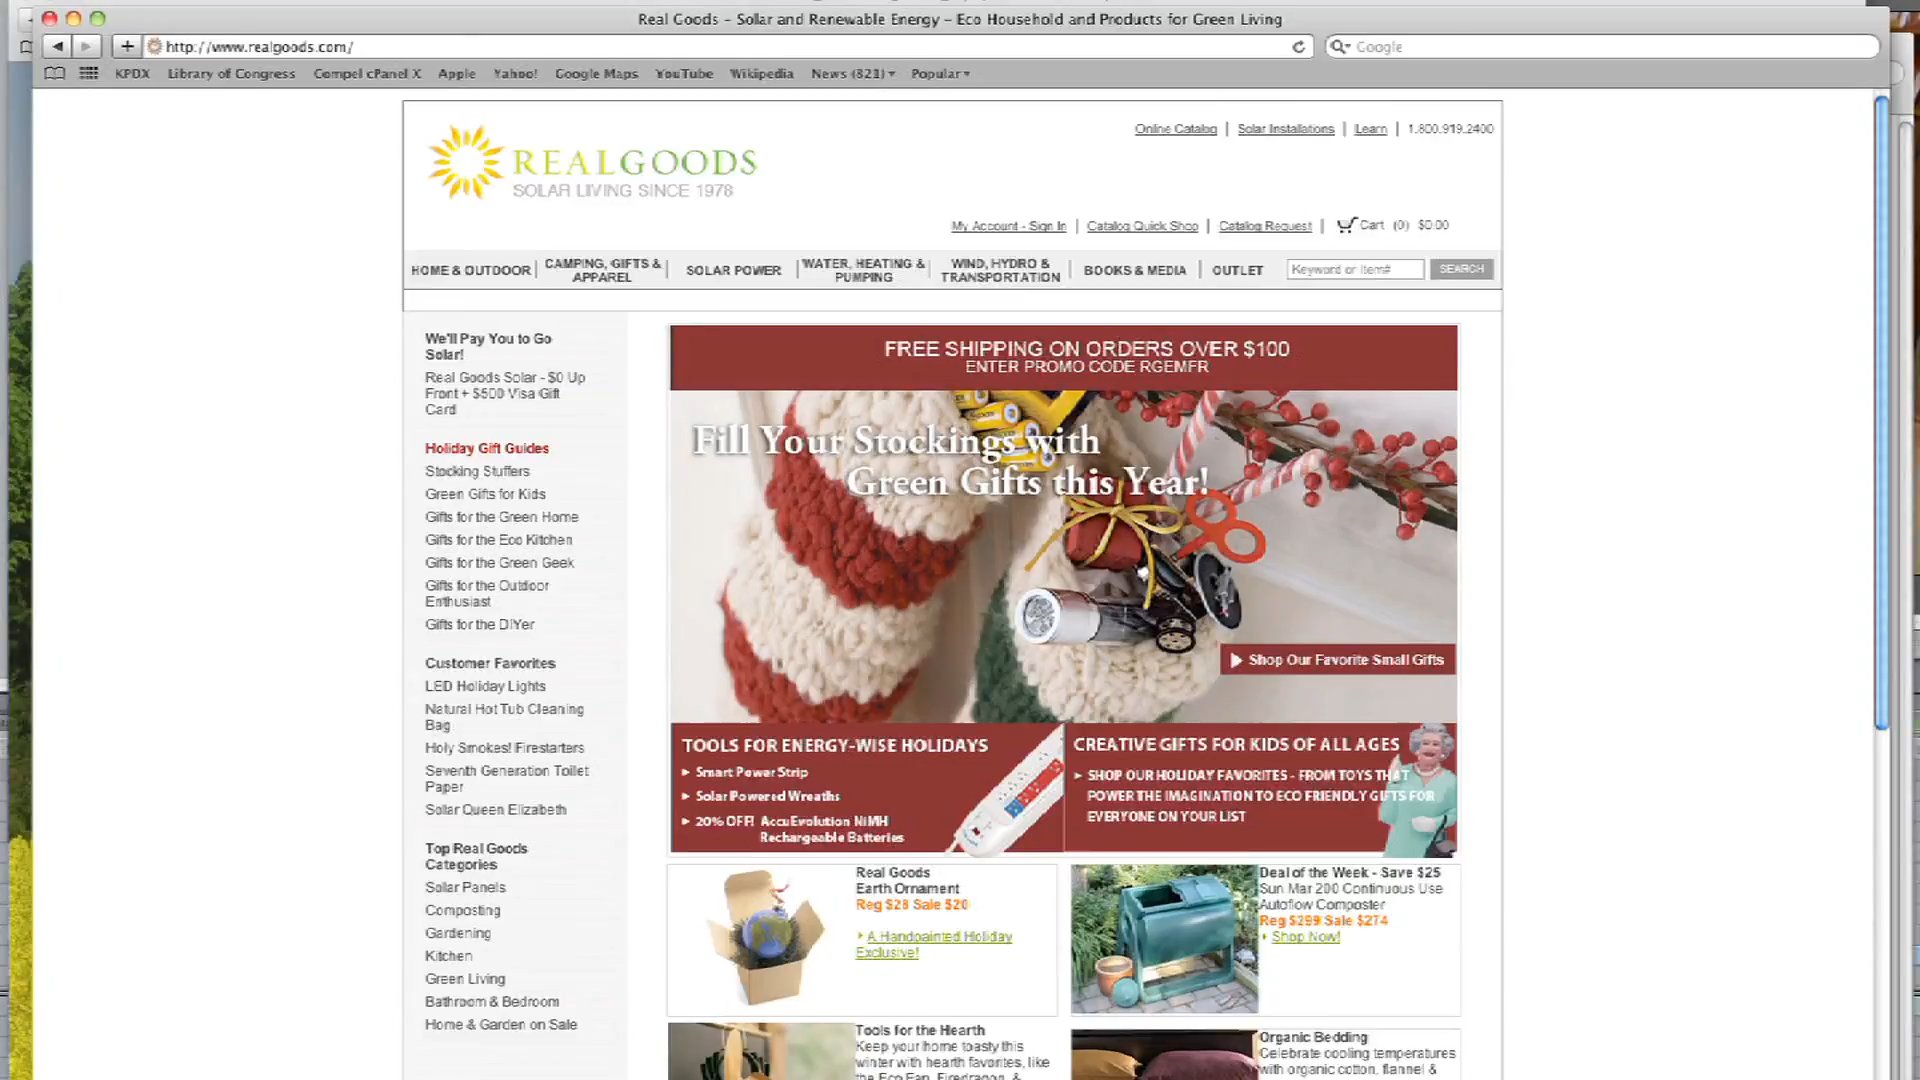 Real Goods – Solar and Renewable Energy – Eco Household and Products for Green Living
http://www.realgoods.com/
Google
KPDX Library of Congress Compel cPanel X Apple Yahoo! Google Maps YouTube Wikipedia News (821) Popular
Online Catalog | Solar Installations | Learn | 1.800.919.2400
REALGOODS
SOLAR LIVING SINCE 1978
My Account - Sign In | Catalog Quick Shop | Catalog Request | Cart (0) $0.00
HOME & OUTDOOR | CAMPING, GIFTS & APPAREL | SOLAR POWER | WATER, HEATING & PUMPING | WIND, HYDRO & TRANSPORTATION | BOOKS & MEDIA | OUTLET
Keyword or Item#
SEARCH
We'll Pay You to Go
Solar!
Real Goods Solar - $0 Up
Front + $500 Visa Gift
Card
Holiday Gift Guides
Stocking Stuffers
Green Gifts for Kids
Gifts for the Green Home
Gifts for the Eco Kitchen
Gifts for the Green Geek
Gifts for the Outdoor
Enthusiast
Gifts for the DIYer
Customer Favorites
LED Holiday Lights
Natural Hot Tub Cleaning
Bag
Holy Smokes! Firestarters
Seventh Generation Toilet
Paper
Solar Queen Elizabeth
Top Real Goods
Categories
Solar Panels
Composting
Gardening
Kitchen
Green Living
Bathroom & Bedroom
Home & Garden on Sale
FREE SHIPPING ON ORDERS OVER $100
ENTER PROMO CODE RGEMFR
Fill Your Stockings with
Green Gifts this Year!
Shop Our Favorite Small Gifts
TOOLS FOR ENERGY-WISE HOLIDAYS
Smart Power Strip
Solar Powered Wreaths
20% OFF! AccuEvolution NiMH
Rechargeable Batteries
CREATIVE GIFTS FOR KIDS OF ALL AGES
SHOP OUR HOLIDAY FAVORITES - FROM TOYS THAT
POWER THE IMAGINATION TO ECO FRIENDLY GIFTS FOR
EVERYONE ON YOUR LIST
Real Goods
Earth Ornament
Reg $28 Sale $20
A Handpainted Holiday
Exclusive!
Deal of the Week - Save $25
Sun Mar 200 Continuous Use
Autoflow Composter
Reg $299 Sale $274
Shop Now!
Tools for the Hearth
Keep your home toasty this
winter with hearth favorites, like
the Eco Fan, Firedragon, &
Organic Bedding
Celebrate cooling temperatures
with organic cotton, flannel &